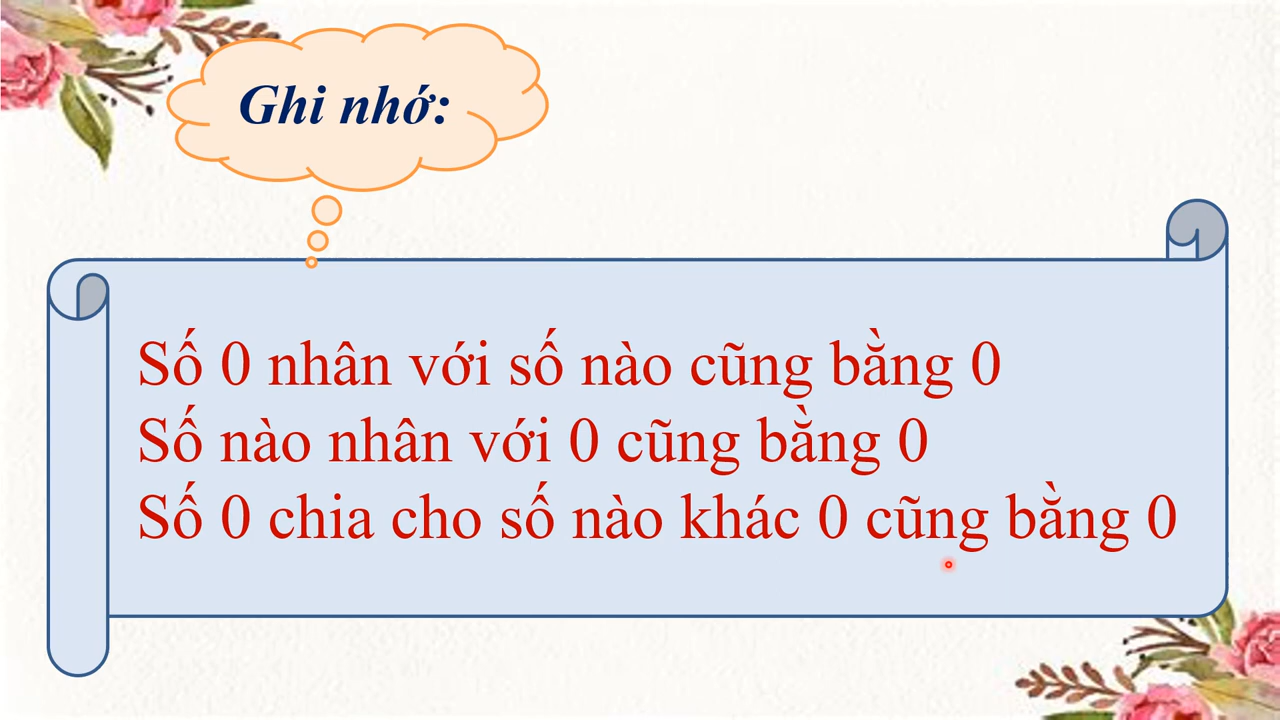 Ghi nhớ:
Số 0 nhân với số nào cũng bằng 0
Số nào nhân với 0 cũng bằng 0
Số 0 chia cho số nào khác 0 cũng bằng 0